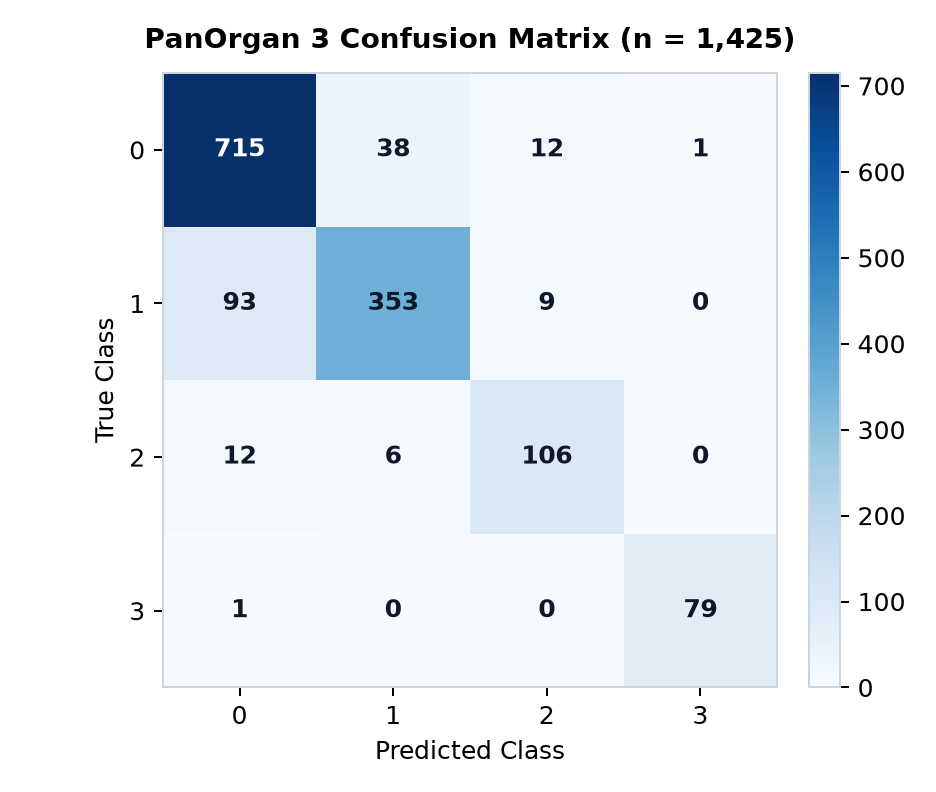 PanOrgan 3 Confusion Matrix (n = 1,425)
0 715 38 12 1
1 93 353 9 0
2 12 6 106 0
3 1 0 0 79
0 1 2 3
Predicted Class
True Class
700
600
500
400
300
200
100
0